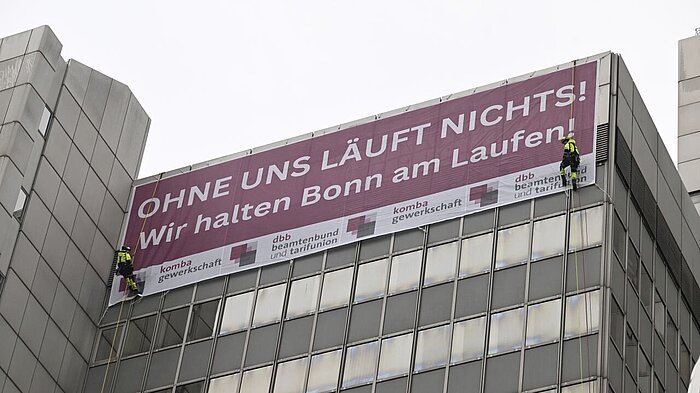 OHNE UNS LÄUFT NICHTS!
Wir halten Bonn am Laufen!
komba
gewerkschaft
dbb
beamtenbund
und tarifunion
komba
gewerkschaft
dbb
beamtenbund
und tarifunion